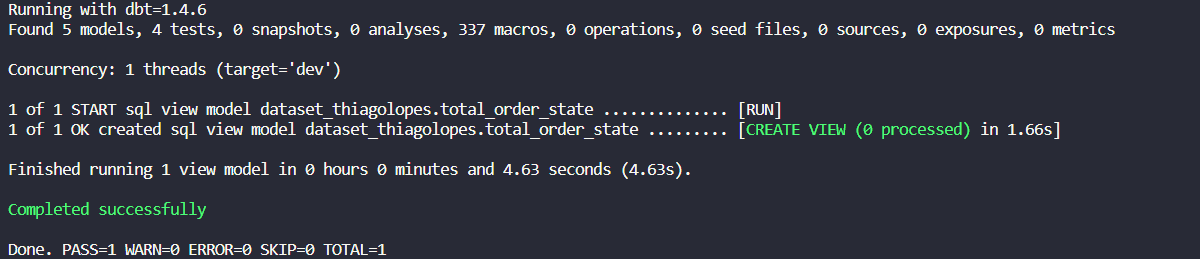 Running with dbt=1.4.6
Found 5 models, 4 tests, 0 snapshots, 0 analyses, 337 macros, 0 operations, 0 seed files, 0 sources, 0 exposures, 0 metrics
Concurrency: 1 threads (target='dev')
1 of 1 START sql view model dataset_thiagolopes.total_order_state .............. [RUN]
1 of 1 OK created sql view model dataset_thiagolopes.total_order_state ......... [CREATE VIEW (0 processed) in 1.66s]
Finished running 1 view model in 0 hours 0 minutes and 4.63 seconds (4.63s).
Completed successfully
Done. PASS=1 WARN=0 ERROR=0 SKIP=0 TOTAL=1